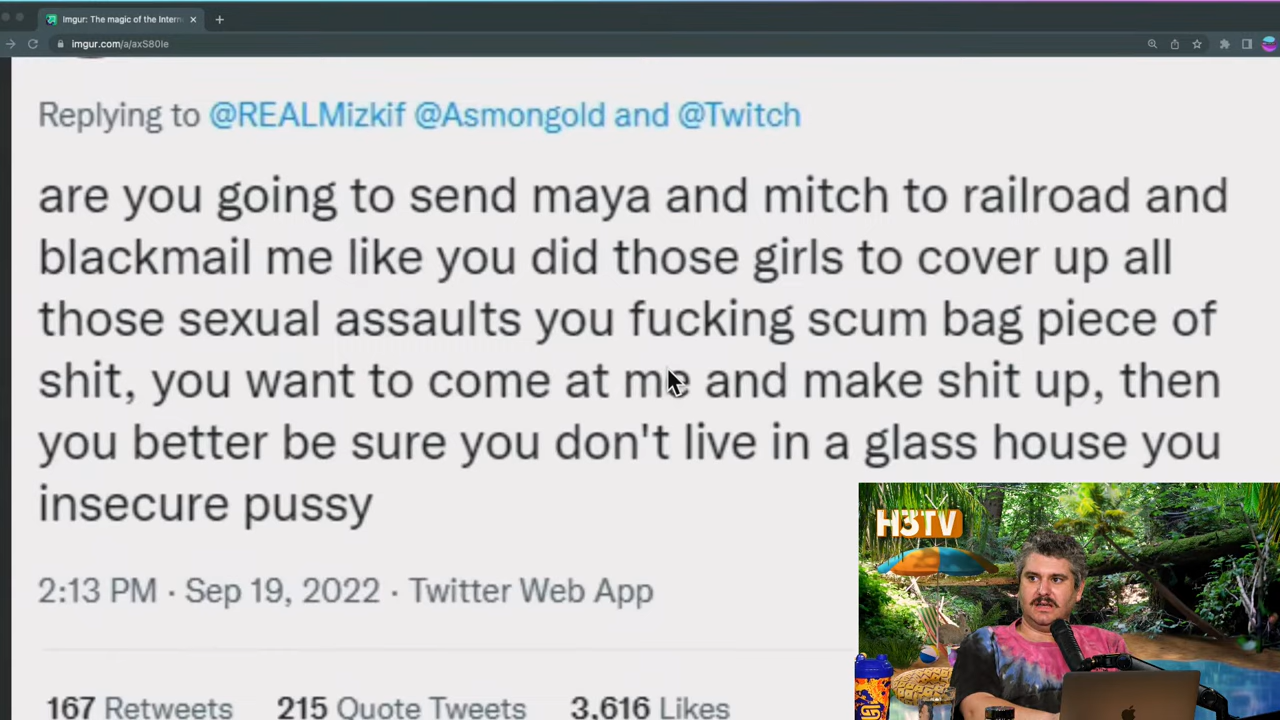 Imgur: The magic of the Intern
imgur.com/a/axS80Ie
Replying to @REALMizkif @Asmongold and @Twitch
are you going to send maya and mitch to railroad and
blackmail me like you did those girls to cover up all
those sexual assaults you fucking scum bag piece of
shit, you want to come at me and make shit up, then
you better be sure you don't live in a glass house you
insecure pussy
2:13 PM · Sep 19, 2022 · Twitter Web App
167 Retweets 215 Quote Tweets 3,616 Likes
H3TV